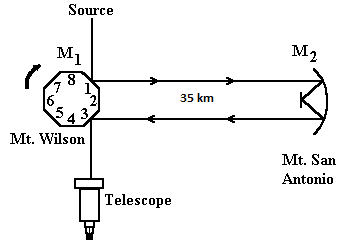 Source
M1
M2
8
7 1
6 2
5 3
4
35 km
Mt. Wilson
Mt. San
Antonio
Telescope